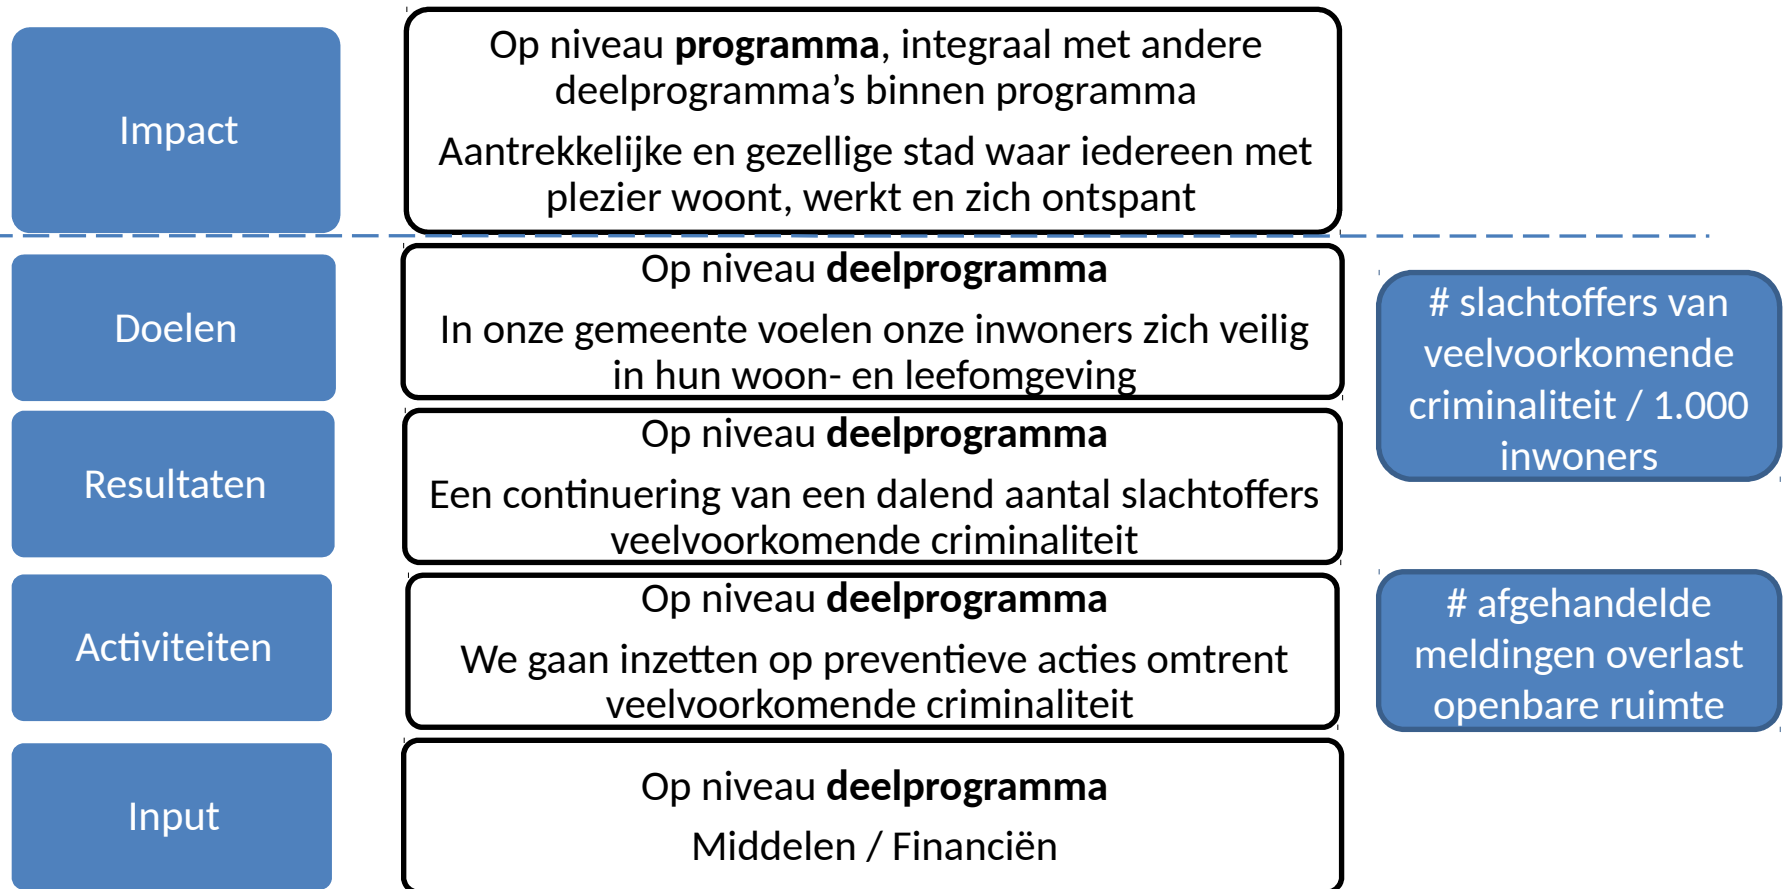 Impact
Op niveau programma, integraal met andere
deelprogramma’s binnen programma
Aantrekkelijke en gezellige stad waar iedereen met
plezier woont, werkt en zich ontspant
Doelen
Op niveau deelprogramma
In onze gemeente voelen onze inwoners zich veilig
in hun woon- en leefomgeving
# slachtoffers van
veelvoorkomende
criminaliteit / 1.000
inwoners
Resultaten
Op niveau deelprogramma
Een continuering van een dalend aantal slachtoffers
veelvoorkomende criminaliteit
Activiteiten
Op niveau deelprogramma
We gaan inzetten op preventieve acties omtrent
veelvoorkomende criminaliteit
# afgehandelde
meldingen overlast
openbare ruimte
Input
Op niveau deelprogramma
Middelen / Financiën